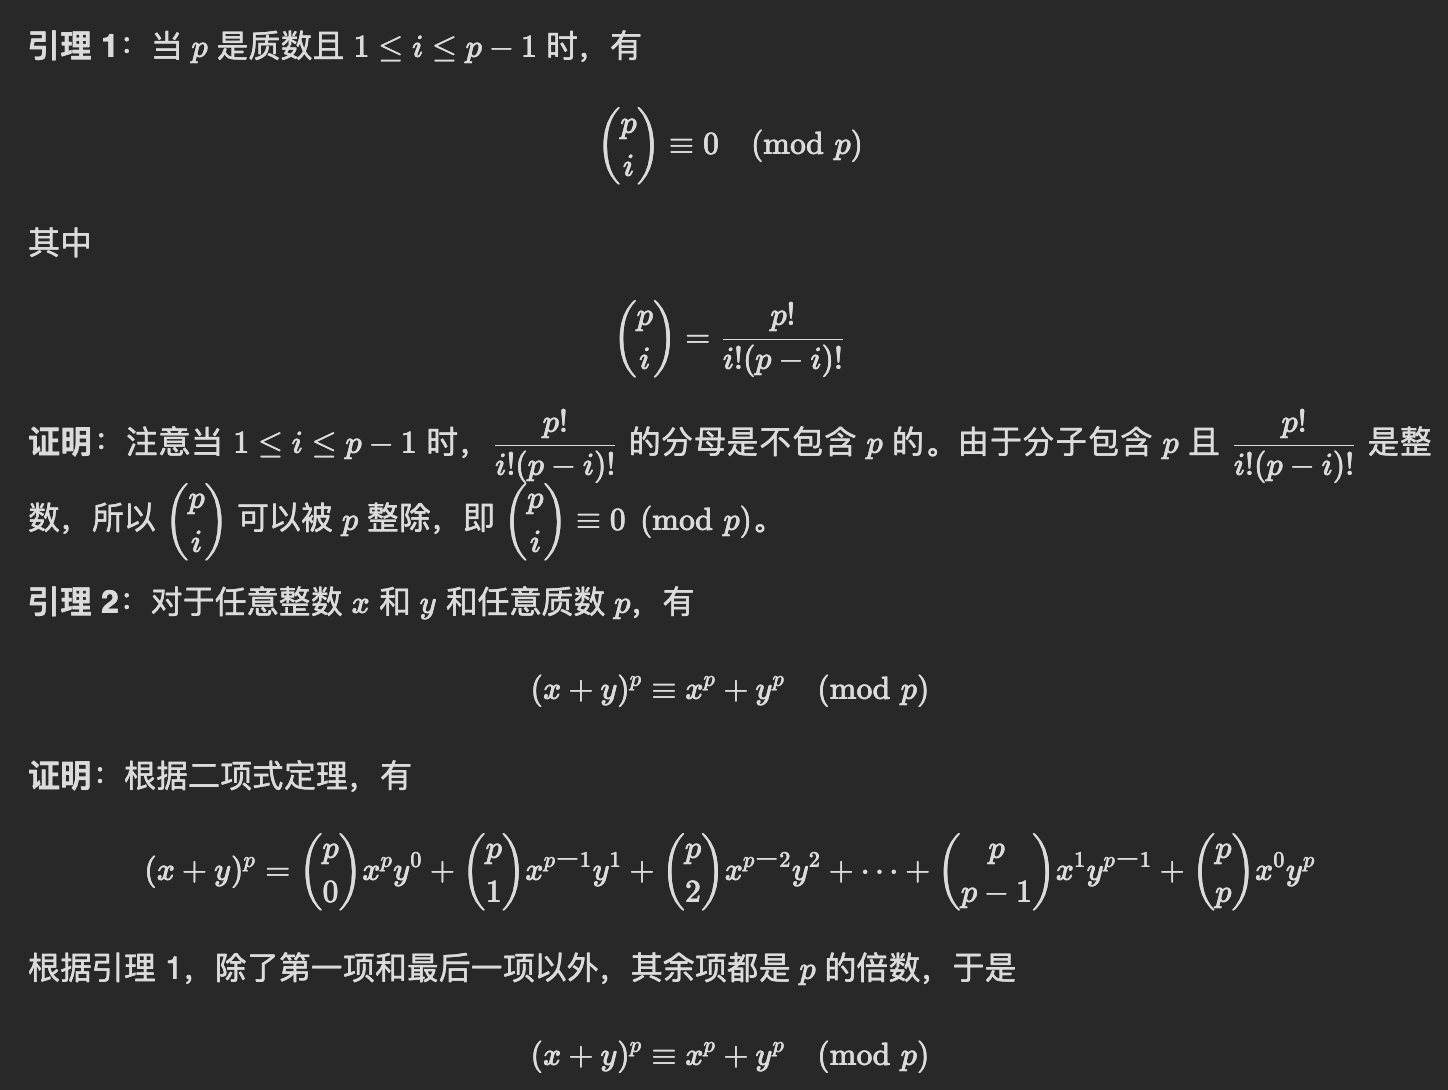 引理 1：当 $p$ 是质数且 $1 \le i \le p-1$ 时，有
$$\binom{p}{i} \equiv 0 \pmod{p}$$
其中
$$\binom{p}{i} = \frac{p!}{i!(p-i)!}$$
证明：注意当 $1 \le i \le p-1$ 时，$\frac{p!}{i!(p-i)!}$ 的分母是不包含 $p$ 的。由于分子包含 $p$ 且 $\frac{p!}{i!(p-i)!}$ 是整
数，所以 $\binom{p}{i}$ 可以被 $p$ 整除，即 $\binom{p}{i} \equiv 0 \pmod{p}$。
引理 2：对于任意整数 $x$ 和 $y$ 和任意质数 $p$，有
$$(x+y)^p \equiv x^p + y^p \pmod{p}$$
证明：根据二项式定理，有
$$(x+y)^p = \binom{p}{0}x^py^0 + \binom{p}{1}x^{p-1}y^1 + \binom{p}{2}x^{p-2}y^2 + \cdots + \binom{p}{p-1}x^1y^{p-1} + \binom{p}{p}x^0y^p$$
根据引理 1，除了第一项和最后一项以外，其余项都是 $p$ 的倍数，于是
$$(x+y)^p \equiv x^p + y^p \pmod{p}$$